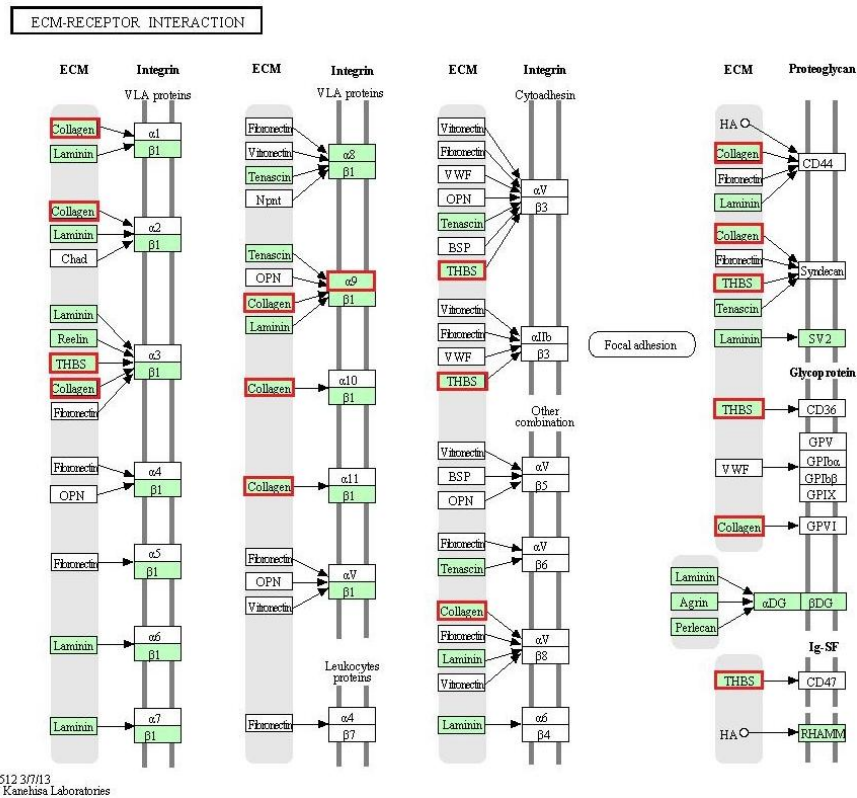 ECM-RECEPTOR INTERACTION
ECM Integrin
VLA proteins
Collagen
Laminin
α1
β1
Collagen
Laminin
Chad
α2
β1
Laminin
Reelin
THBS
Collagen
Fibronectin
α3
β1
Fibronectin
OPN
α4
β1
Fibronectin
α5
β1
Laminin
α6
β1
Laminin
α7
β1
ECM Integrin
VLA proteins
Fibronectin
Vitronectin
Tenascin
Npnt
α8
β1
Tenascin
OPN
Collagen
Laminin
α9
β1
Collagen
α10
β1
Collagen
α11
β1
Fibronectin
OPN
Vitronectin
αV
β1
Leukocytes
proteins
Fibronectin
α4
β7
ECM Integrin
Cytoadhesin
Vitronectin
Fibronectin
VWF
OPN
Tenascin
BSP
THBS
αV
β3
Vitronectin
Fibronectin
VWF
THBS
αIIb
β3
Other
combination
Vitronectin
BSP
OPN
αV
β5
Fibronectin
Tenascin
αV
β6
Collagen
Fibronectin
Laminin
Vitronectin
αV
β8
Laminin
α6
β4
Focal adhesion
ECM Proteoglycan
HA
Collagen
Fibronectin
Laminin
CD44
Collagen
Fibronectin
THBS
Tenascin
Syndecan
Laminin
SV2
Glycoprotein
THBS
CD36
VWF
GPV
GPIbα
GPIbβ
GPIX
Collagen
GPVI
Laminin
Agrin
Perlecan
αDG
βDG
Ig-SF
THBS
CD47
HA
RHAMM
512 3/7/13
Kanehisa Laboratories